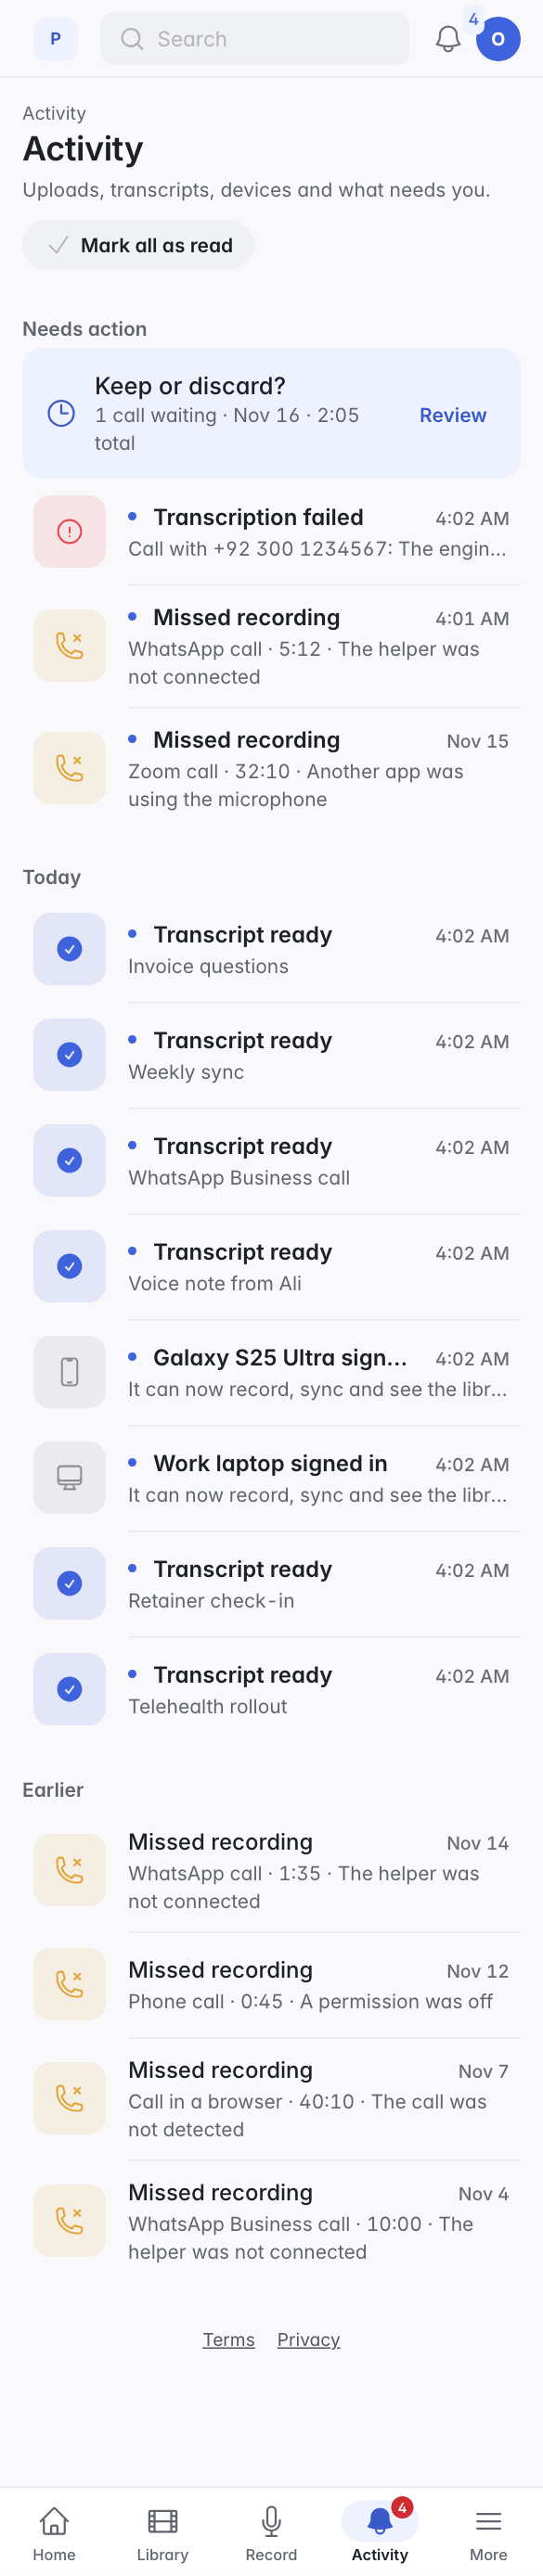 P
Search
4
O
Activity
Activity
Uploads, transcripts, devices and what needs you.
Mark all as read
Needs action
Keep or discard?
1 call waiting · Nov 16 · 2:05
total
Review
Transcription failed
4:02 AM
Call with +92 300 1234567: The engin...
Missed recording
4:01 AM
WhatsApp call · 5:12 · The helper was
not connected
Missed recording
Nov 15
Zoom call · 32:10 · Another app was
using the microphone
Today
Transcript ready
4:02 AM
Invoice questions
Transcript ready
4:02 AM
Weekly sync
Transcript ready
4:02 AM
WhatsApp Business call
Transcript ready
4:02 AM
Voice note from Ali
Galaxy S25 Ultra sign...
4:02 AM
It can now record, sync and see the libr...
Work laptop signed in
4:02 AM
It can now record, sync and see the libr...
Transcript ready
4:02 AM
Retainer check-in
Transcript ready
4:02 AM
Telehealth rollout
Earlier
Missed recording
Nov 14
WhatsApp call · 1:35 · The helper was
not connected
Missed recording
Nov 12
Phone call · 0:45 · A permission was off
Missed recording
Nov 7
Call in a browser · 40:10 · The call was
not detected
Missed recording
Nov 4
WhatsApp Business call · 10:00 · The
helper was not connected
Terms Privacy
4
Home Library Record Activity More